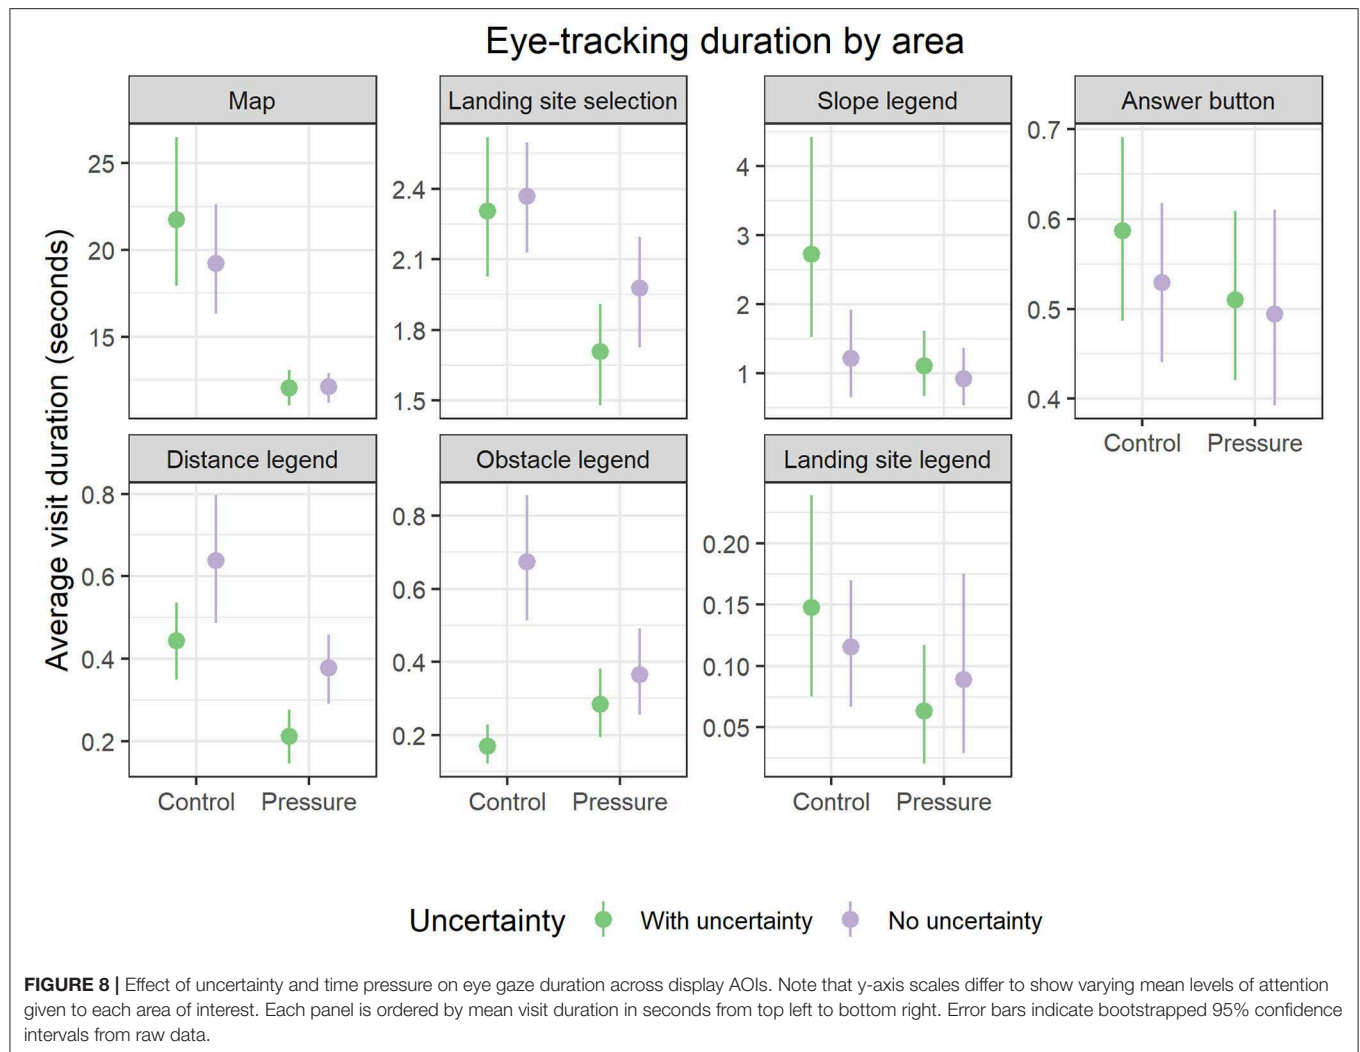 Eye-tracking duration by area
Average visit duration (seconds)
Map
25
20
15
Landing site selection
2.4
2.1
1.8
1.5
Slope legend
4
3
2
1
Answer button
0.7
0.6
0.5
0.4
Control Pressure
Distance legend
0.8
0.6
0.4
0.2
Control Pressure
Obstacle legend
0.8
0.6
0.4
0.2
Control Pressure
Landing site legend
0.20
0.15
0.10
0.05
Control Pressure
Uncertainty With uncertainty No uncertainty
FIGURE 8 | Effect of uncertainty and time pressure on eye gaze duration across display AOIs. Note that y-axis scales differ to show varying mean levels of attention
given to each area of interest. Each panel is ordered by mean visit duration in seconds from top left to bottom right. Error bars indicate bootstrapped 95% confidence
intervals from raw data.